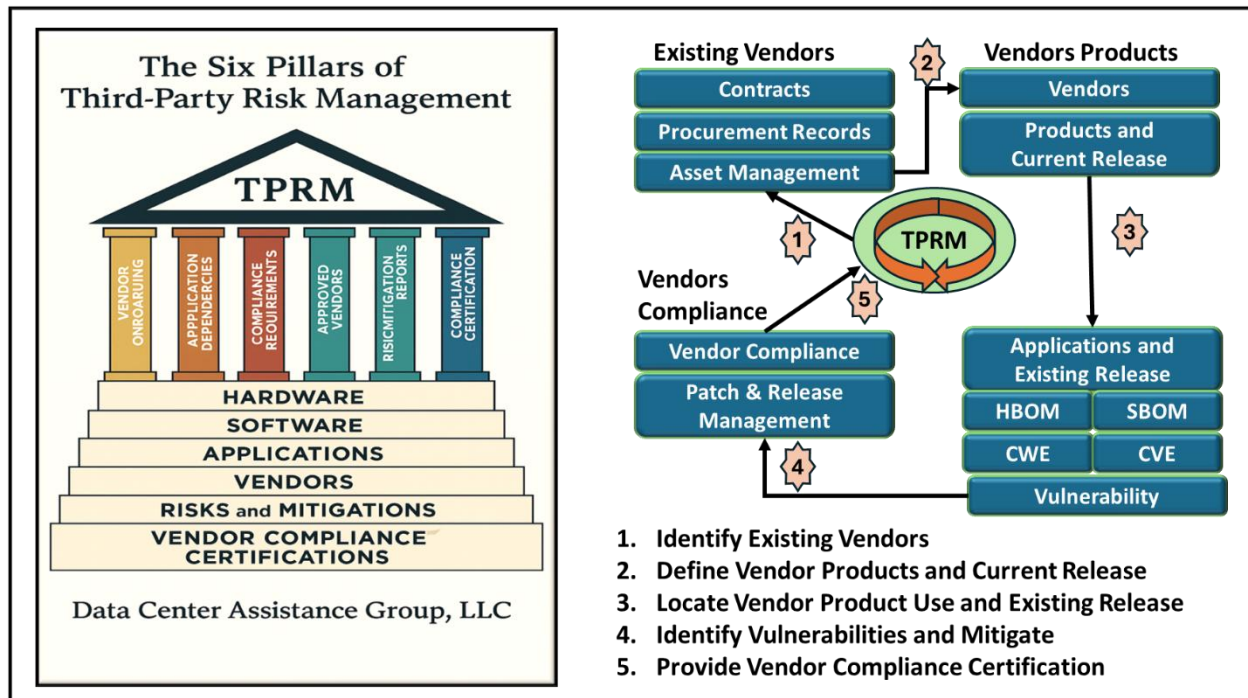 The Six Pillars of
Third-Party Risk Management
TPRM
VENDOR
ONROARUING
APPPLICATION
DEPENDENCIES
COMPLIANCE
REQUIREMENTS
APPROVED
VENDORS
RISICMITIGATION
REPORTS
COMPLIANCE
CERTIFICATION
HARDWARE
SOFTWARE
APPLICATIONS
VENDORS
RISKS and MITIGATIONS
VENDOR COMPLIANCE
CERTIFICATIONS
Data Center Assistance Group, LLC
Existing Vendors
Contracts
Procurement Records
Asset Management
2
Vendors Products
Vendors
Products and
Current Release
1
TPRM
3
Vendors
Compliance
5
Vendor Compliance
Patch & Release
Management
4
Applications and
Existing Release
HBOM
SBOM
CWE
CVE
Vulnerability
1. Identify Existing Vendors
2. Define Vendor Products and Current Release
3. Locate Vendor Product Use and Existing Release
4. Identify Vulnerabilities and Mitigate
5. Provide Vendor Compliance Certification